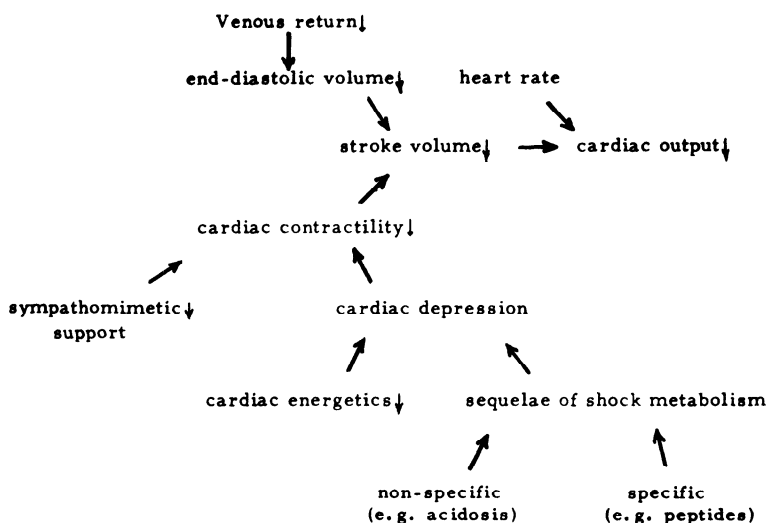 Venous return↓
end-diastolic volume↓ heart rate
stroke volume↓ cardiac output↓
cardiac contractility↓
sympathomimetic↓
support
cardiac depression
cardiac energetics↓ sequelae of shock metabolism
non-specific
(e.g. acidosis)
specific
(e.g. peptides)